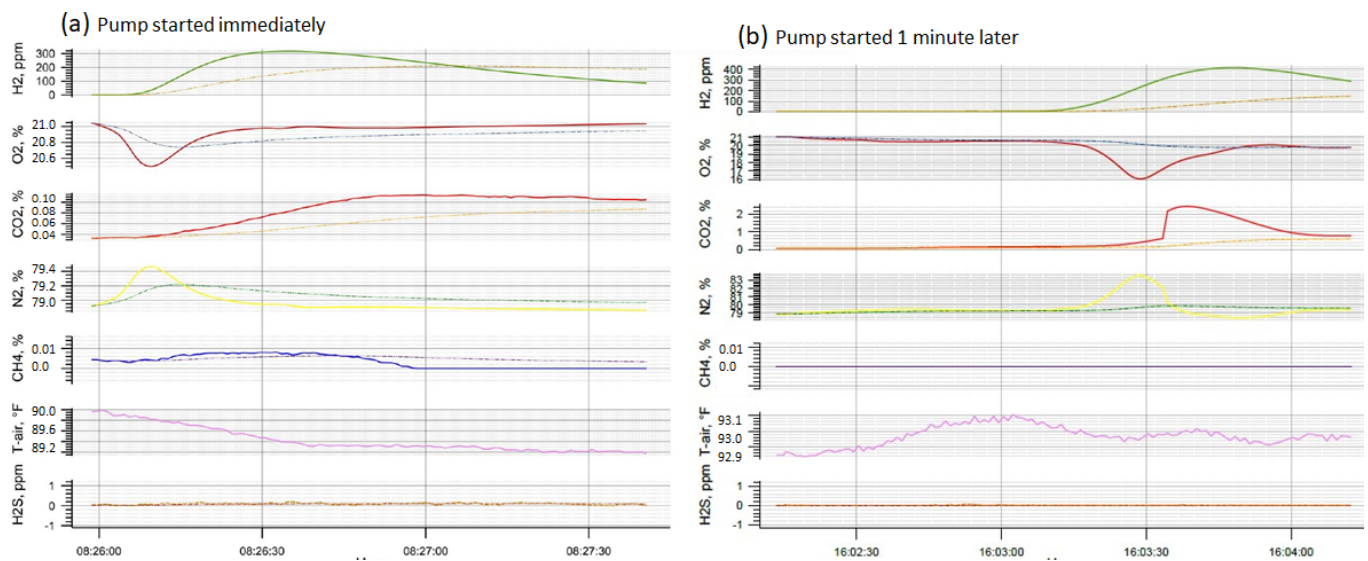 (a) Pump started immediately
H2, ppm
300
200
100
0
O2, %
21.0
20.8
20.6
CO2, %
0.10
0.08
0.06
0.04
N2, %
79.4
79.2
79.0
CH4, %
0.01
0.0
T-air, °F
90.0
89.6
89.2
H2S, ppm
1
0
-1
08:26:00 08:26:30 08:27:00 08:27:30
(b) Pump started 1 minute later
H2, ppm
400
300
200
100
0
O2, %
21
20
19
18
17
16
CO2, %
2
1
0
N2, %
83
82
81
80
79
CH4, %
0.01
0.0
T-air, °F
93.1
93.0
92.9
H2S, ppm
1
0
-1
16:02:30 16:03:00 16:03:30 16:04:00